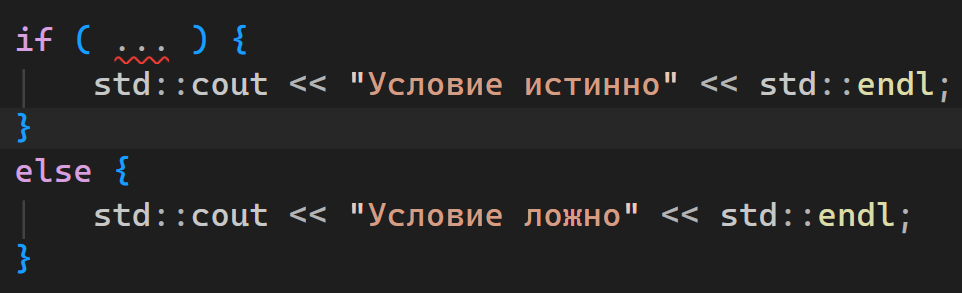 if ( ... ) {
    std::cout << "Условие истинно" << std::endl;
}
else {
    std::cout << "Условие ложно" << std::endl;
}